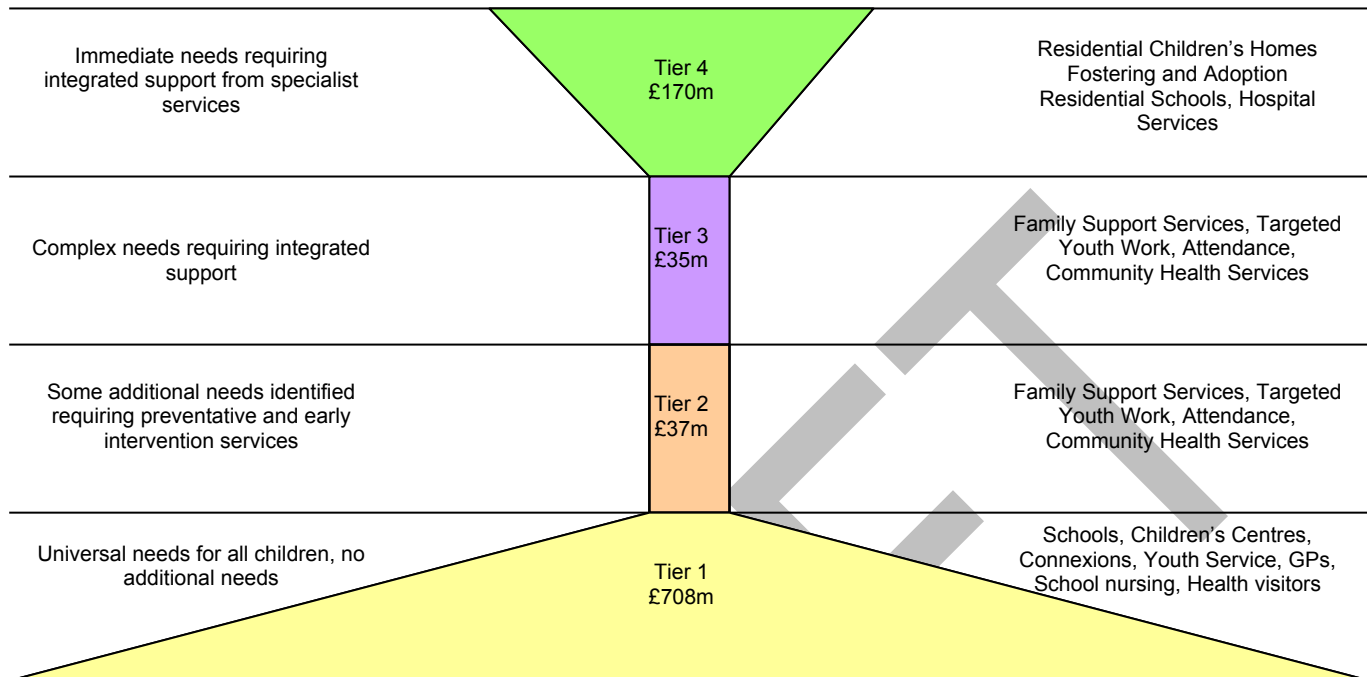 Immediate needs requiring
integrated support from specialist
services
Tier 4
£170m
Residential Children’s Homes
Fostering and Adoption
Residential Schools, Hospital
Services
Complex needs requiring integrated
support
Tier 3
£35m
Family Support Services, Targeted
Youth Work, Attendance,
Community Health Services
Some additional needs identified
requiring preventative and early
intervention services
Tier 2
£37m
Family Support Services, Targeted
Youth Work, Attendance,
Community Health Services
Universal needs for all children, no
additional needs
Tier 1
£708m
Schools, Children’s Centres,
Connexions, Youth Service, GPs,
School nursing, Health visitors